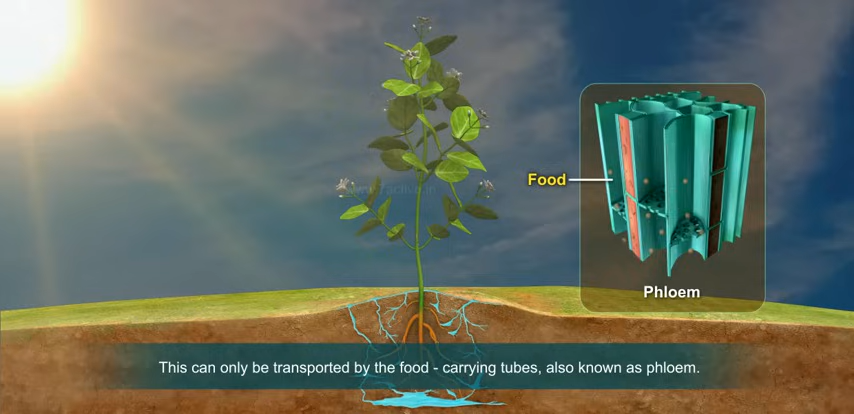 Food
Phloem
This can only be transported by the food - carrying tubes, also known as phloem.